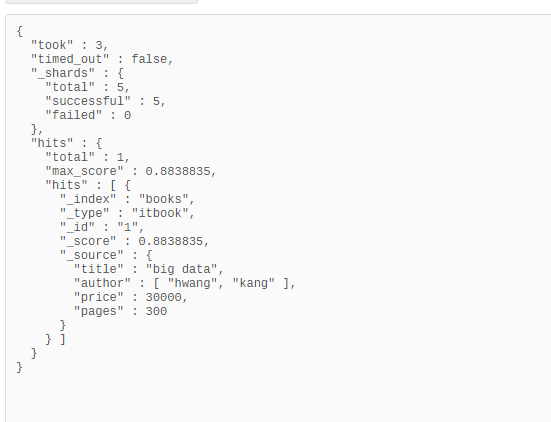 {
  "took" : 3,
  "timed_out" : false,
  "_shards" : {
    "total" : 5,
    "successful" : 5,
    "failed" : 0
  },
  "hits" : {
    "total" : 1,
    "max_score" : 0.8838835,
    "hits" : [ {
      "_index" : "books",
      "_type" : "itbook",
      "_id" : "1",
      "_score" : 0.8838835,
      "_source" : {
        "title" : "big data",
        "author" : [ "hwang", "kang" ],
        "price" : 30000,
        "pages" : 300
      }
    } ]
  }
}